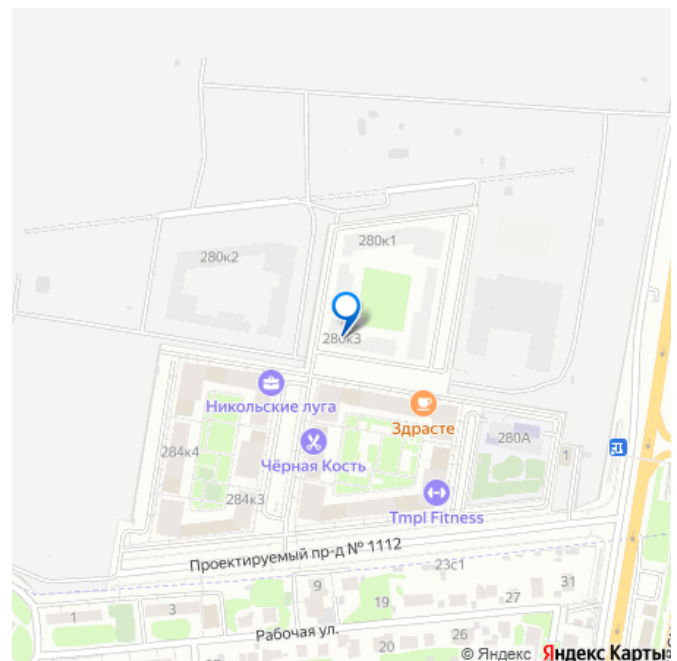 280к1
280к2
280к3
Никольские луга
Здрасте
280А
1
Чёрная Кость
284к4
284к3
Tmpl Fitness
Проектируемый пр-д № 1112
23с1
31
9
19
27
1
3
Рабочая ул.
26
20
© Яндекс Яндекс Карты